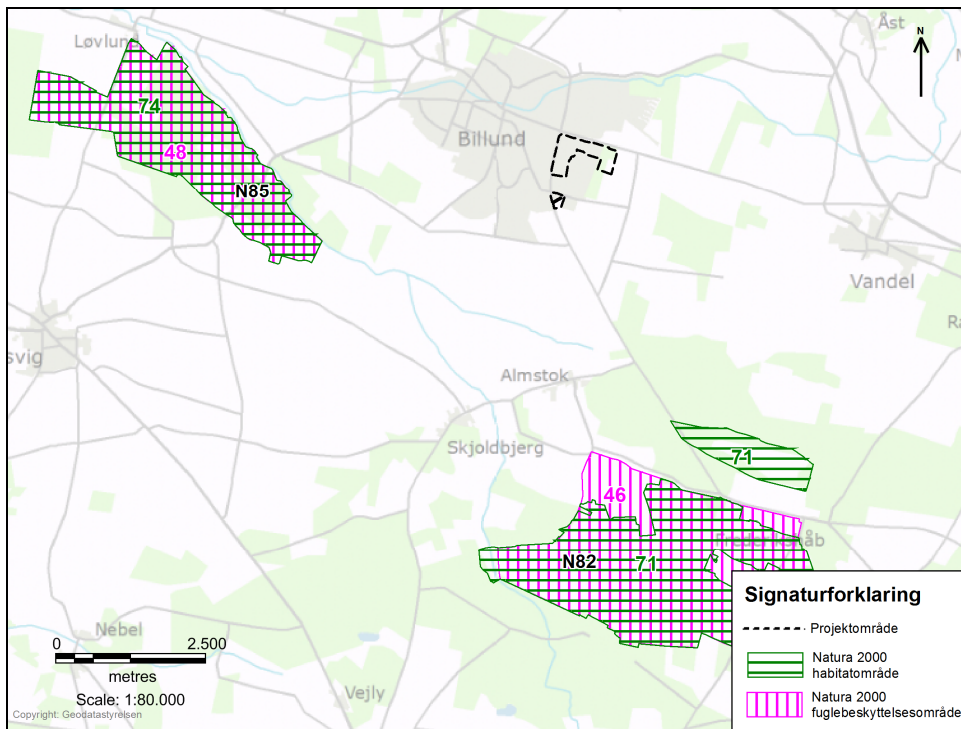 Løvlund
Åst
N
74
Billund
48
N85
Vandel
svig
Almstok
Skjoldbjerg
71
46
N82
71
Nebel
0 2.500
metres
Scale: 1:80.000
Vejly
Copyright: Geodatastyrelsen
Signaturforklaring
Projektområde
Natura 2000
habitatområde
Natura 2000
fuglebeskyttelsesområde